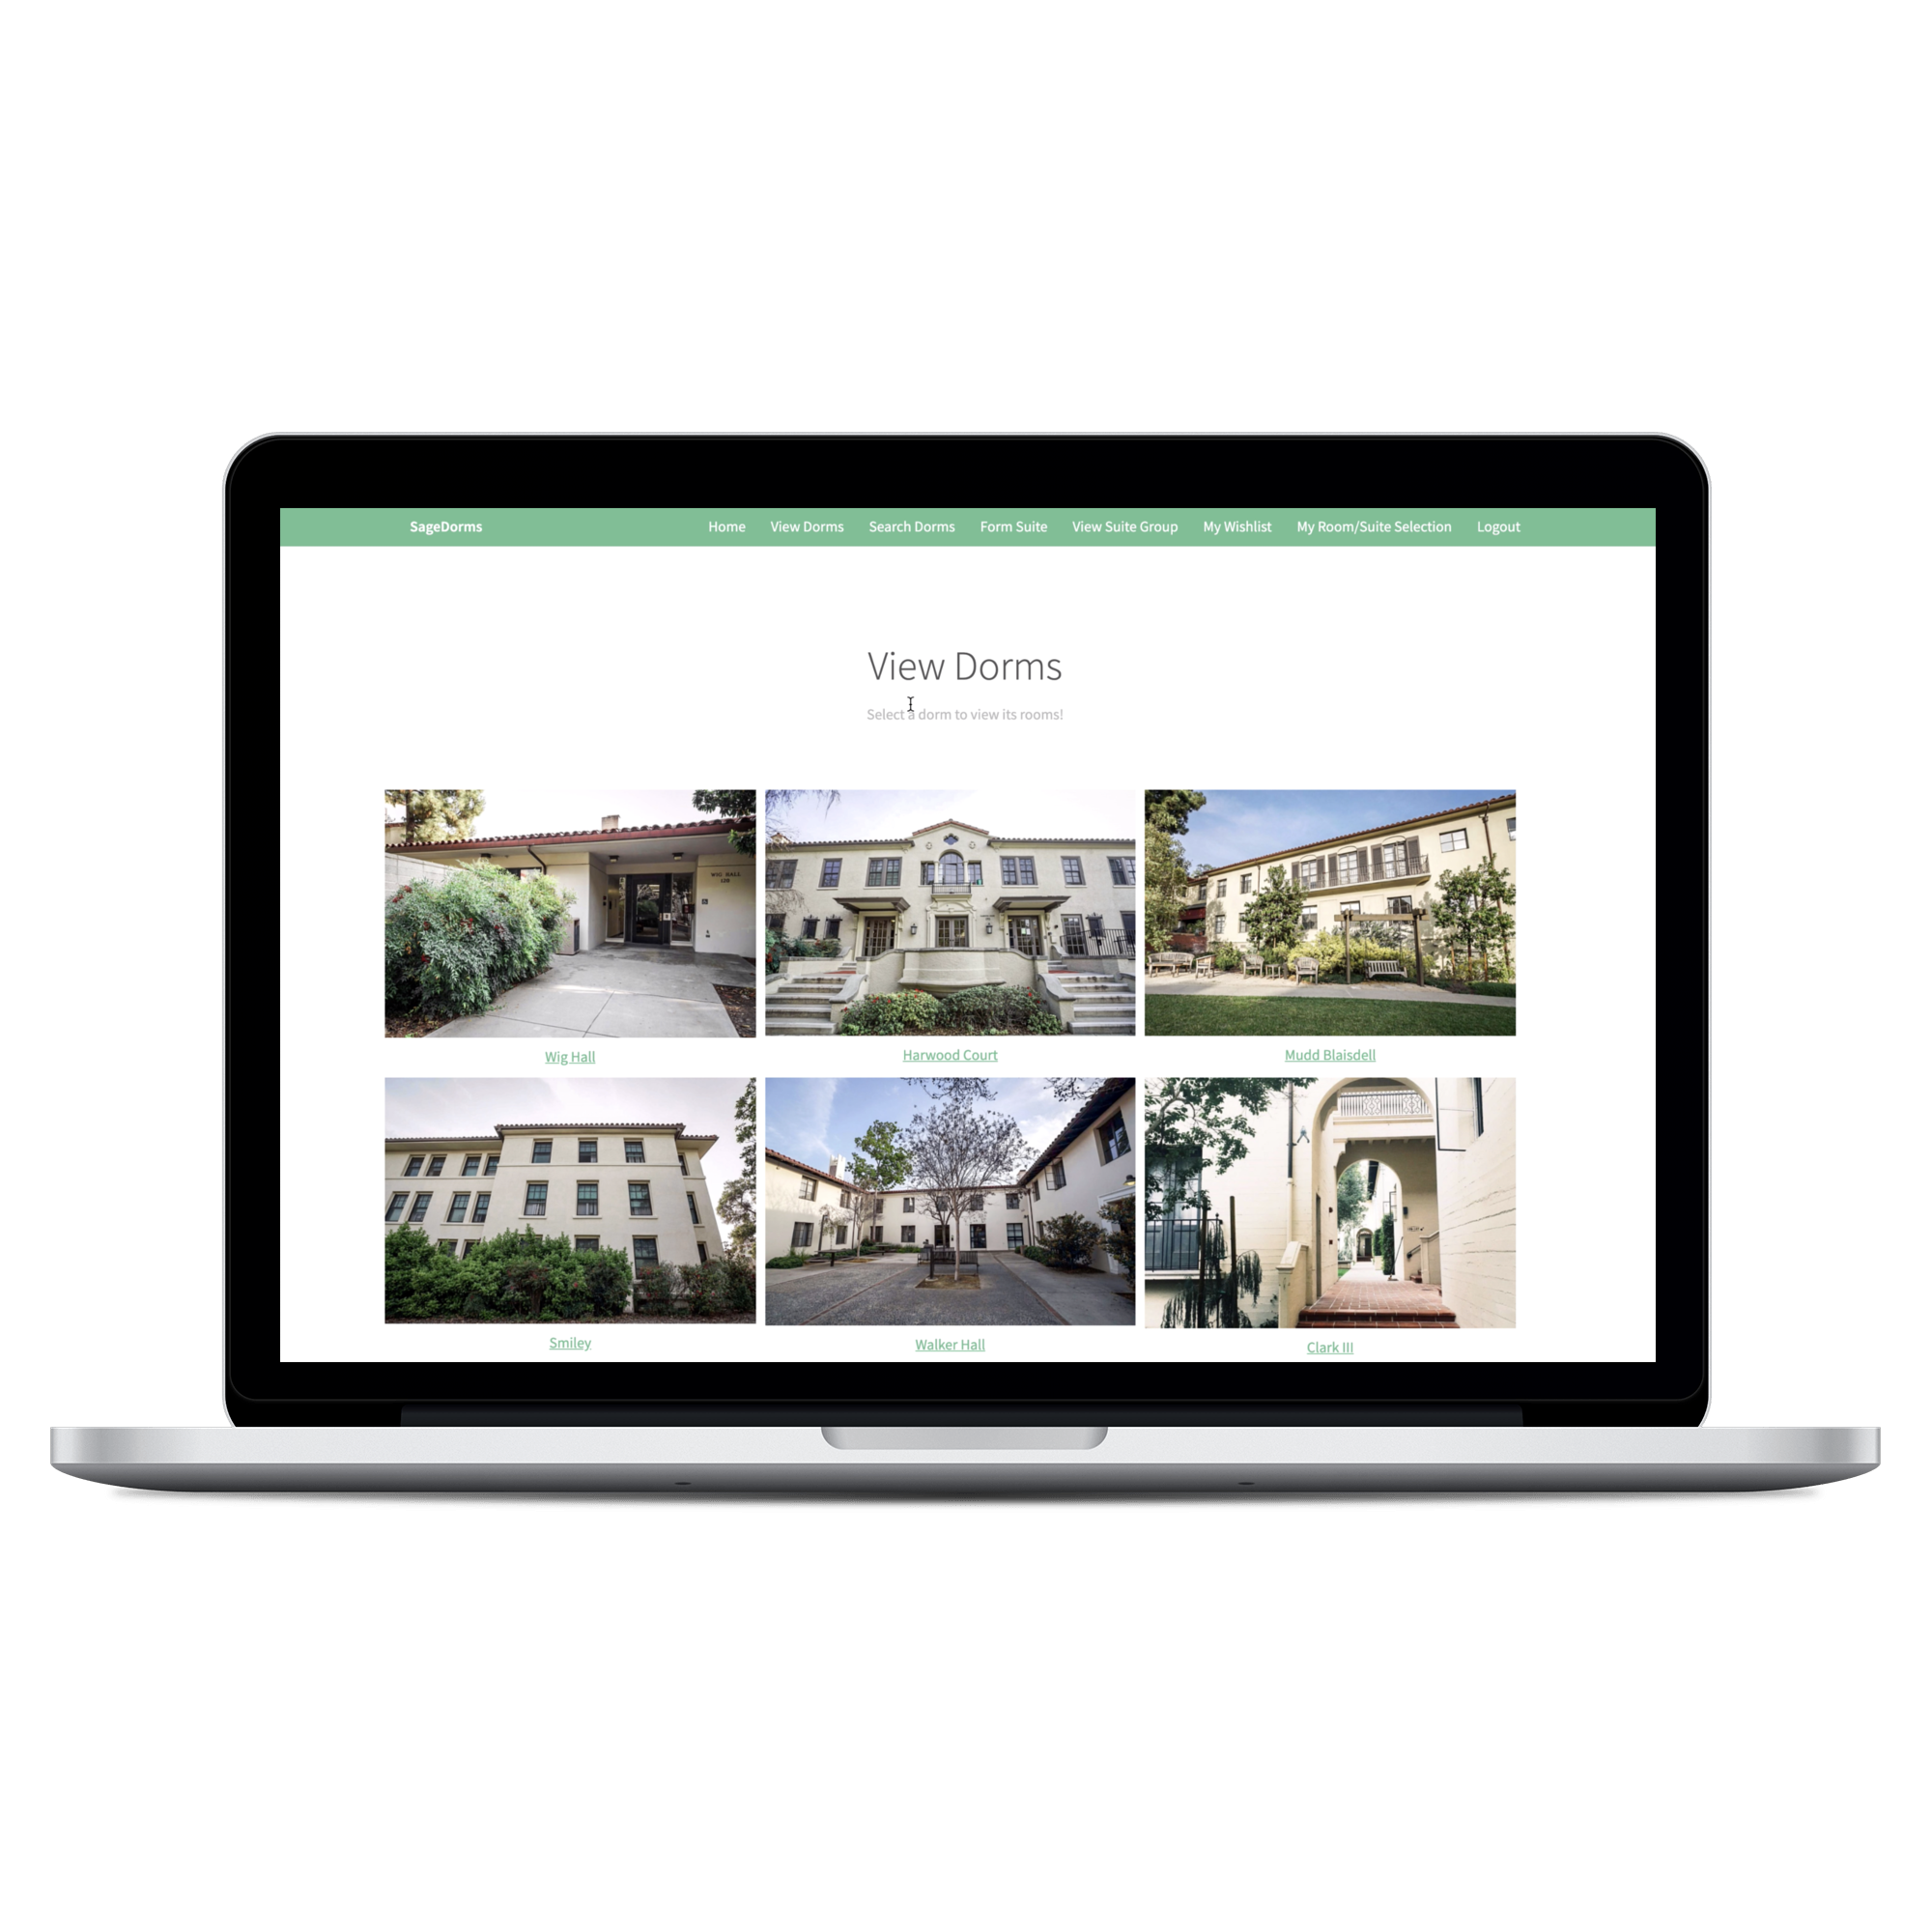 SageDorms Home View Dorms Search Dorms Form Suite View Suite Group My Wishlist My Room/Suite Selection Logout
View Dorms
Select a dorm to view its rooms!
WIG HALL
Wig Hall Harwood Court Mudd Blaisdell
Smiley Walker Hall Clark III